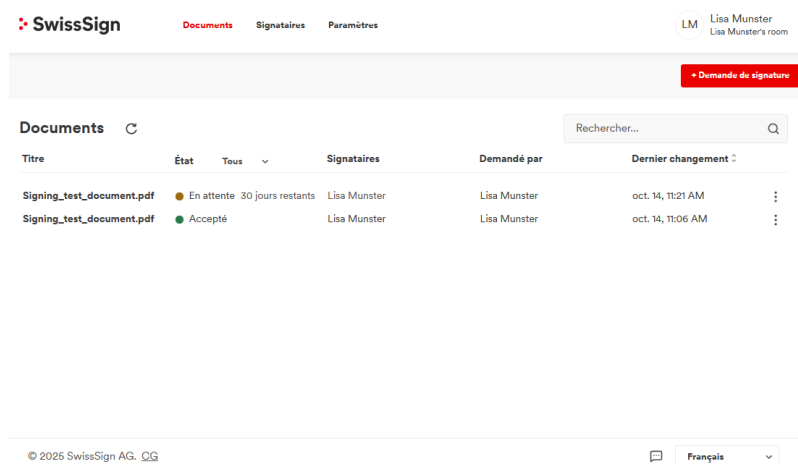 SwissSign
Documents Signataires Paramètres
LM
Lisa Munster
Lisa Munster's room
+ Demande de signature
Documents
Rechercher...
Titre État Tous Signataires Demandé par Dernier changement
Signing_test_document.pdf En attente 30 jours restants Lisa Munster Lisa Munster oct. 14, 11:21 AM
Signing_test_document.pdf Accepté Lisa Munster Lisa Munster oct. 14, 11:06 AM
© 2025 SwissSign AG. CG
Français